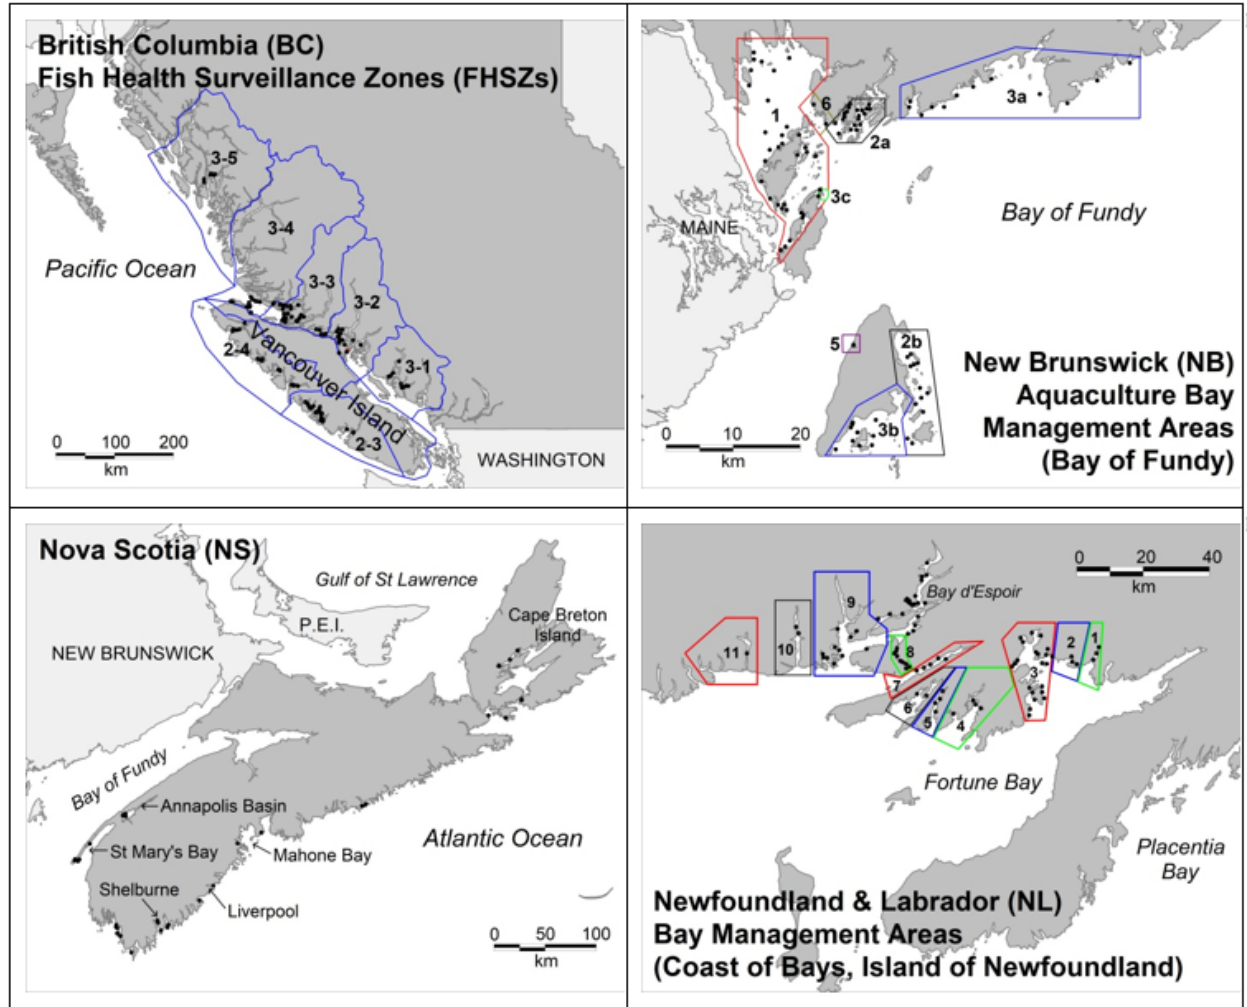 British Columbia (BC)
Fish Health Surveillance Zones (FHSZs)
3-5
3-4
Pacific Ocean
3-3
3-2
Vancouver Island
2-4
3-1
2-3
0 100 200
km
WASHINGTON
1
6
2a
3a
3c
MAINE
Bay of Fundy
5
2b
3b
New Brunswick (NB)
Aquaculture Bay
Management Areas
(Bay of Fundy)
0 10 20
km
Nova Scotia (NS)
Gulf of St Lawrence
P.E.I.
Cape Breton
Island
NEW BRUNSWICK
Bay of Fundy
Annapolis Basin
St Mary's Bay
Mahone Bay
Atlantic Ocean
Shelburne
Liverpool
0 50 100
km
0 20 40
km
Bay d'Espoir
9
11
10
8
7
6
5
4
3
2
1
Fortune Bay
Placentia
Bay
Newfoundland & Labrador (NL)
Bay Management Areas
(Coast of Bays, Island of Newfoundland)